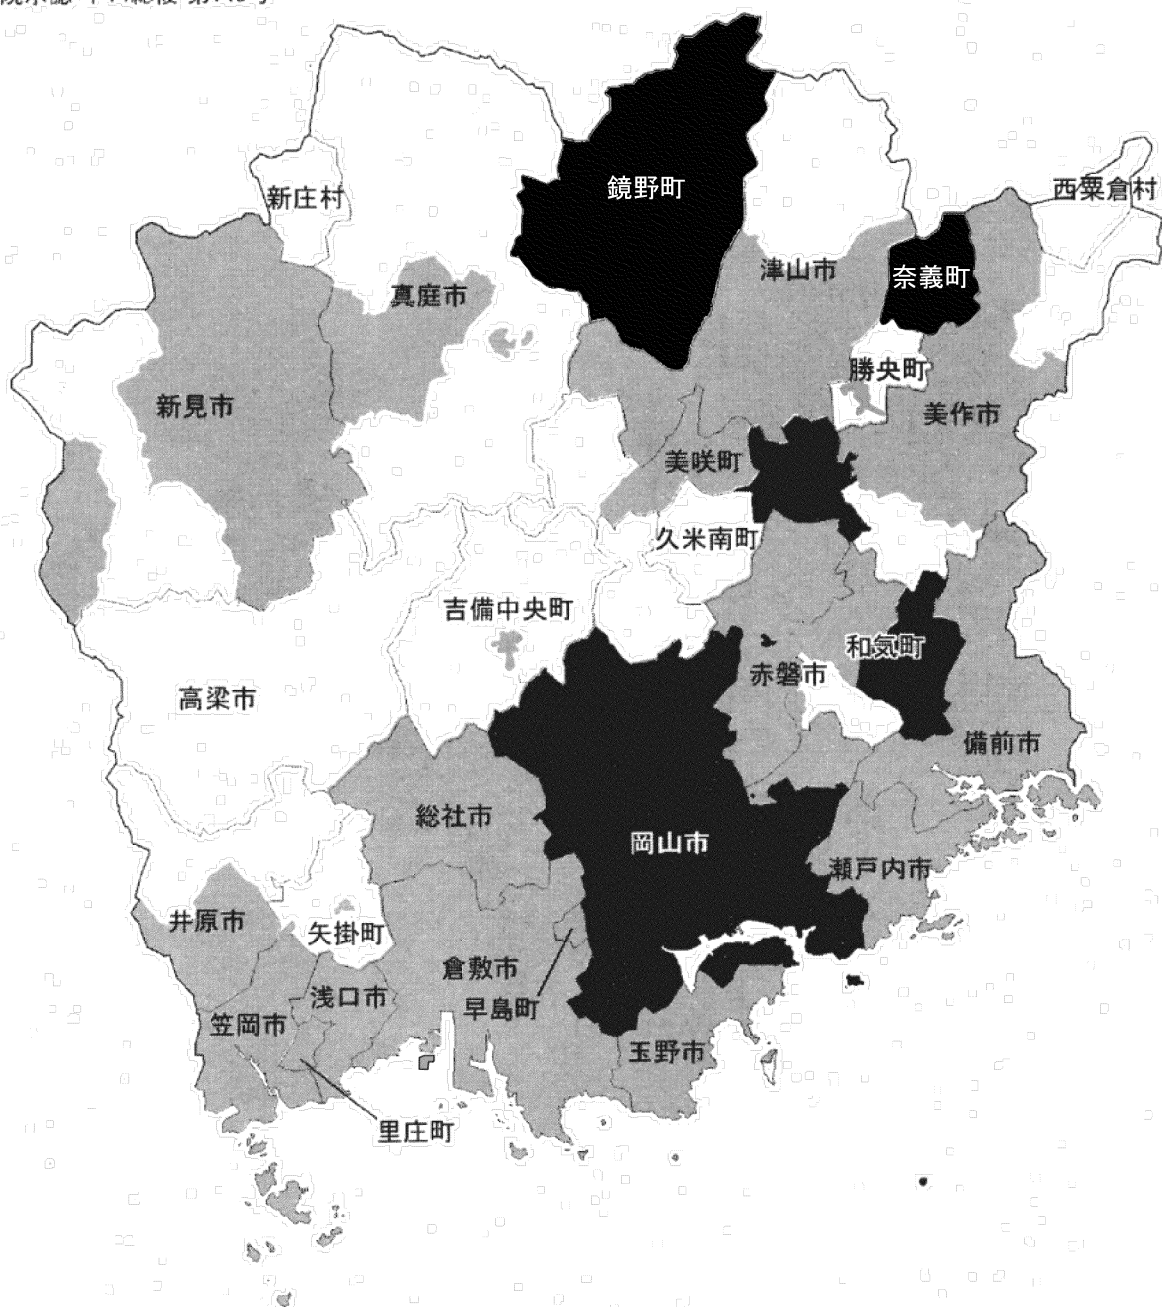 鏡野町
新庄村
西粟倉村
津山市
奈義町
真庭市
勝央町
新見市
美作市
美咲町
久米南町
吉備中央町
和気町
赤磐市
高梁市
備前市
総社市
岡山市
瀬戸内市
井原市
矢掛町
倉敷市
浅口市
早島町
笠岡市
玉野市
里庄町